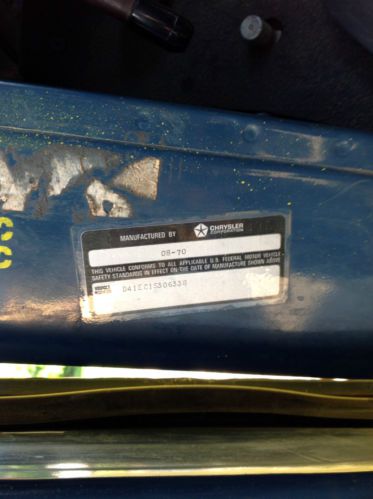 MANUFACTURED BY CHRYSLER CORPORATION
08-70
THIS VEHICLE CONFORMS TO ALL APPLICABLE U.S. FEDERAL MOTOR VEHICLE
SAFETY STANDARDS IN EFFECT ON THE DATE OF MANUFACTURE SHOWN ABOVE